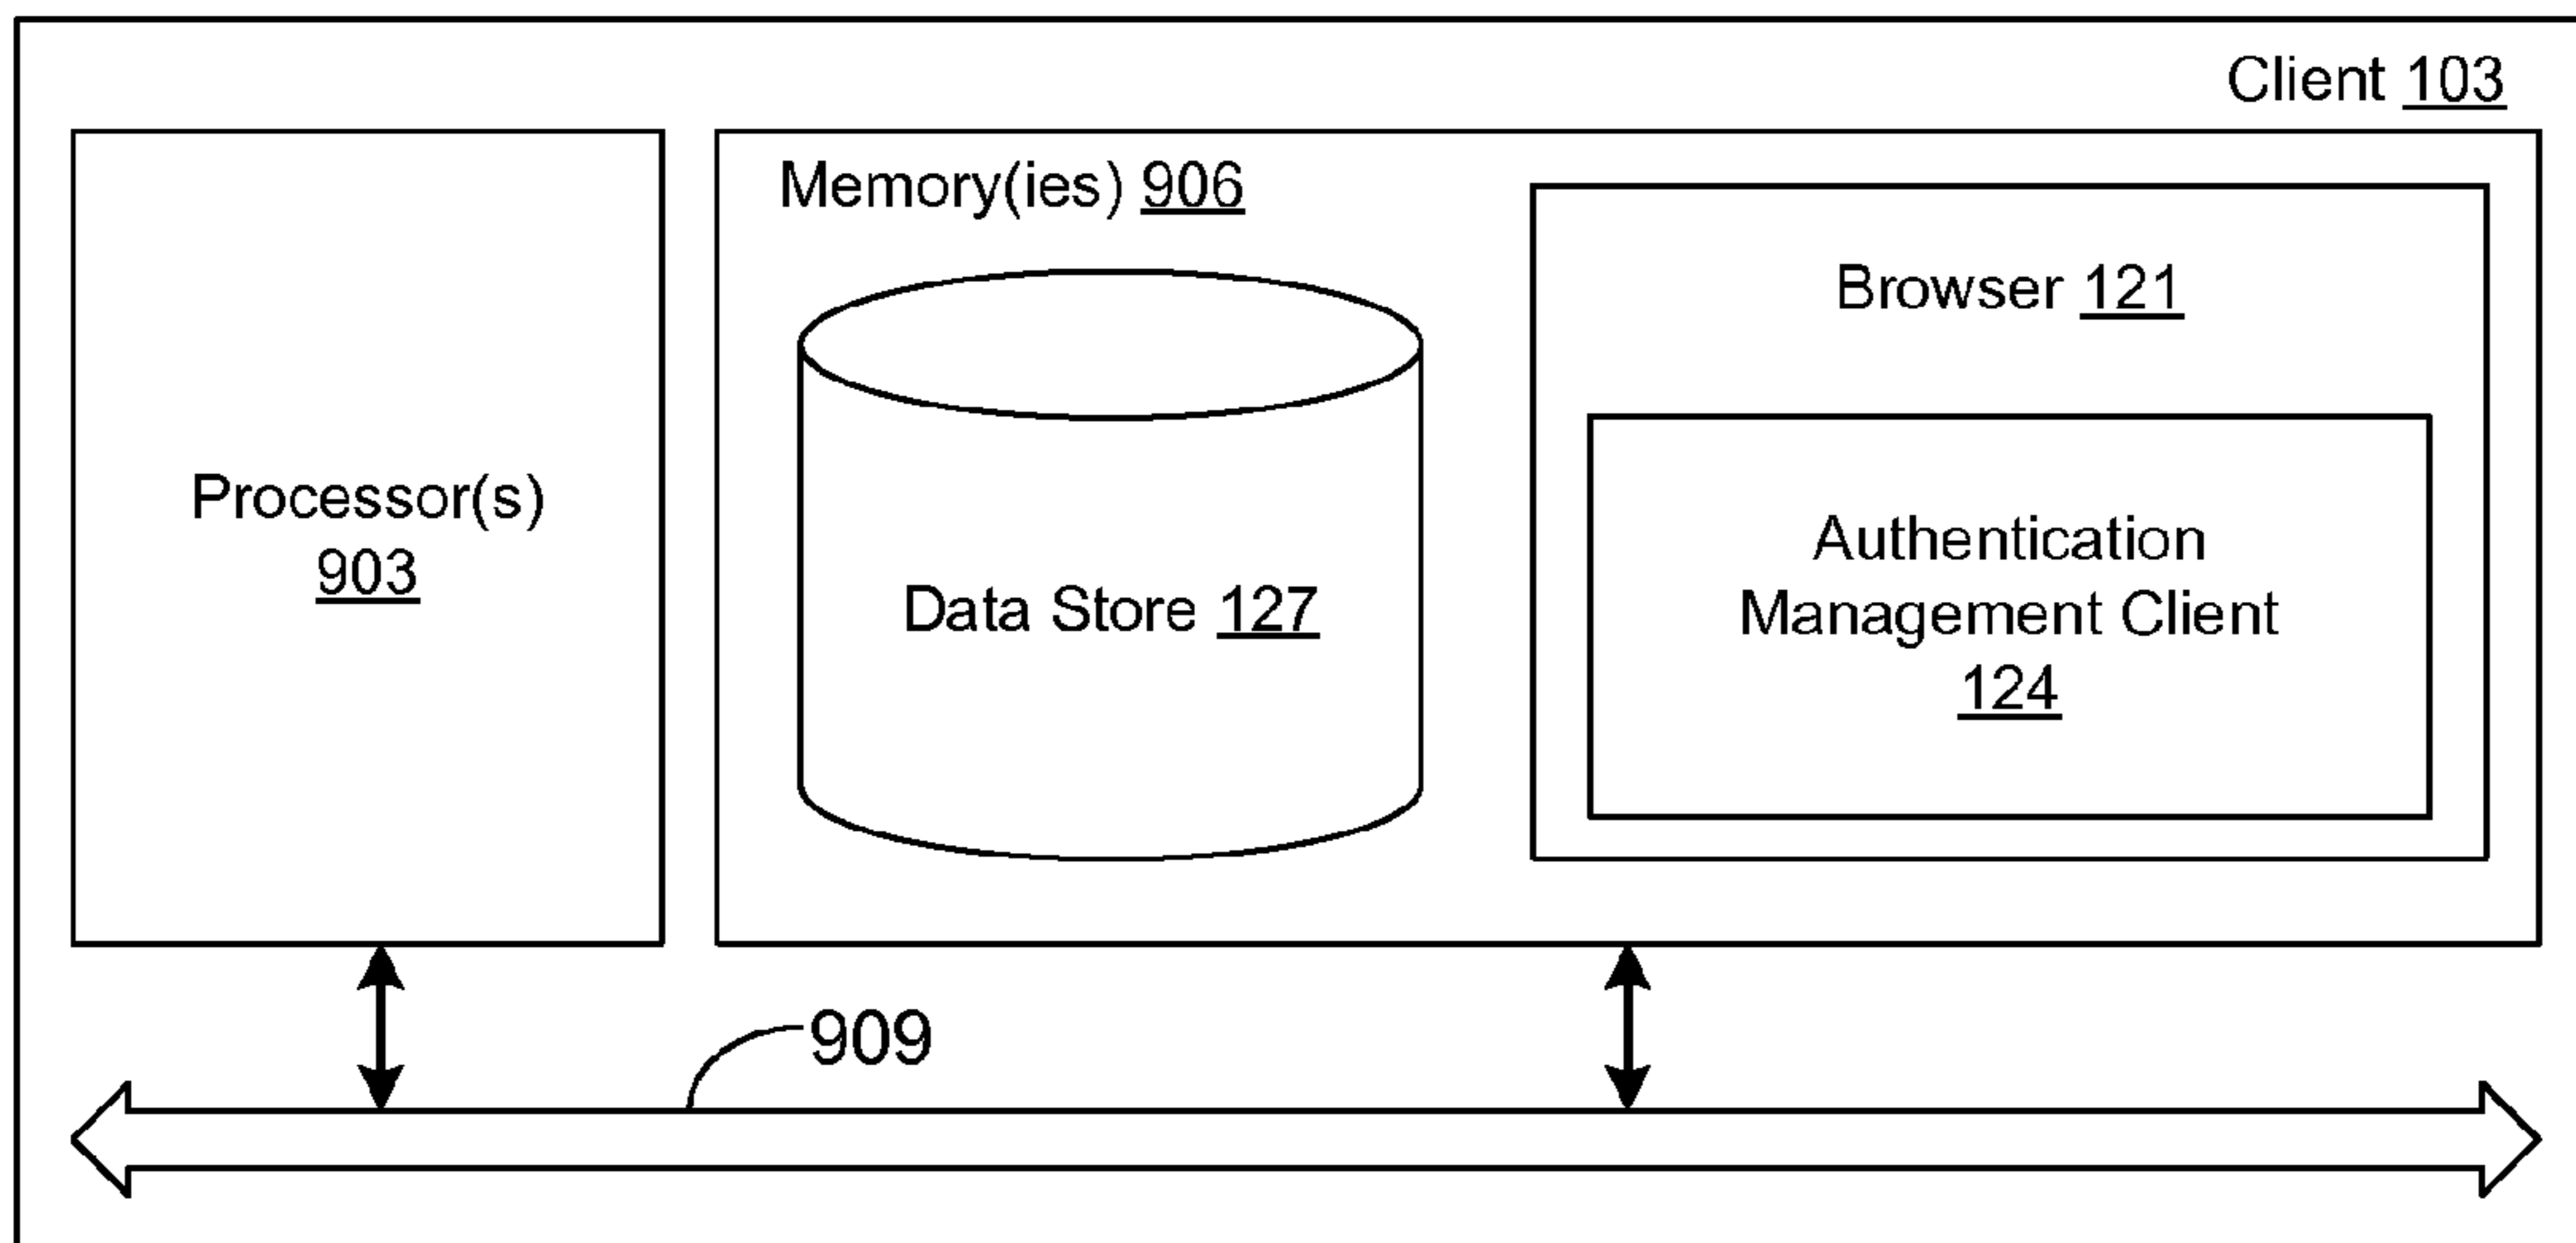 Client 103
Memory(ies) 906
Browser 121
Processor(s)
903
Data Store 127
Authentication
Management Client
124
909